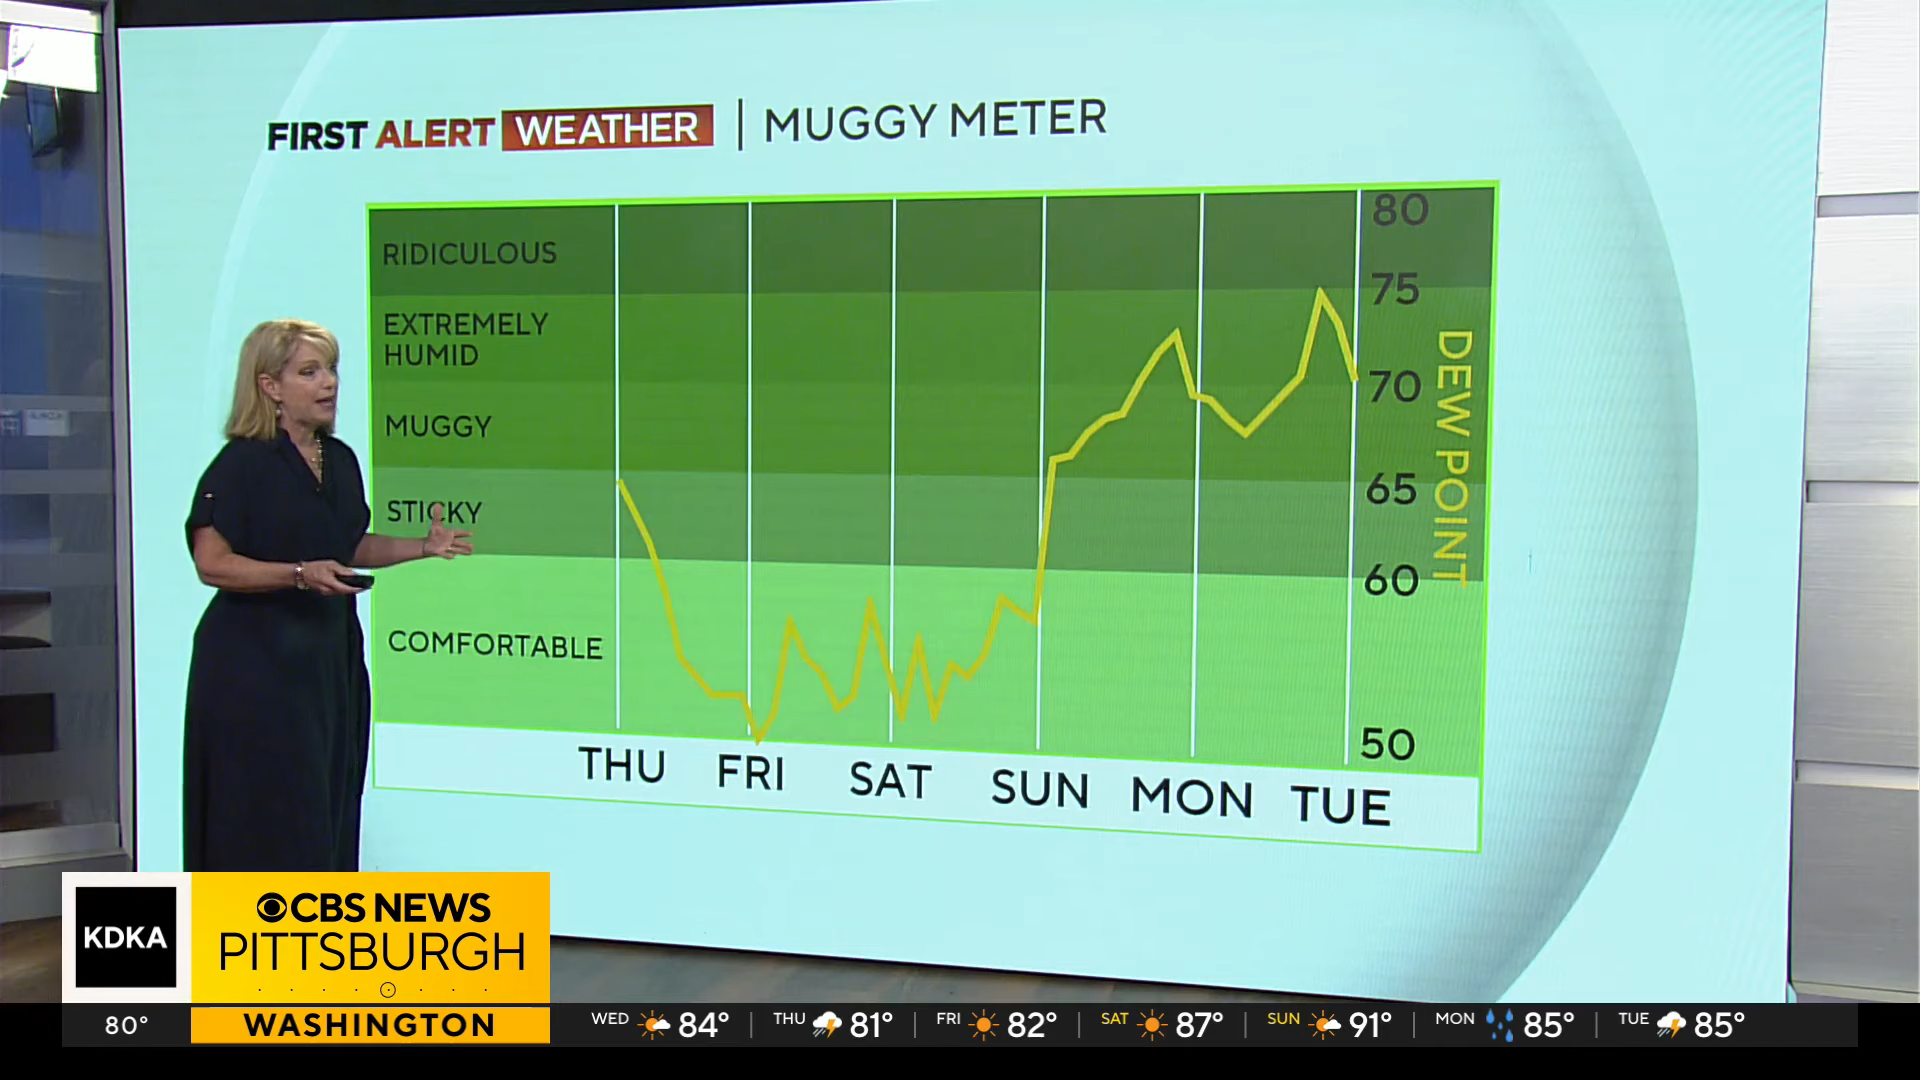 FIRST ALERT WEATHER | MUGGY METER
RIDICULOUS
EXTREMELY
HUMID
MUGGY
STICKY
COMFORTABLE
80
75
70
65
60
50
DEW POINT
THU FRI SAT SUN MON TUE
KDKA
CBS NEWS
PITTSBURGH
80° WASHINGTON
WED 84° | THU 81° | FRI 82° | SAT 87° | SUN 91° | MON 85° | TUE 85°